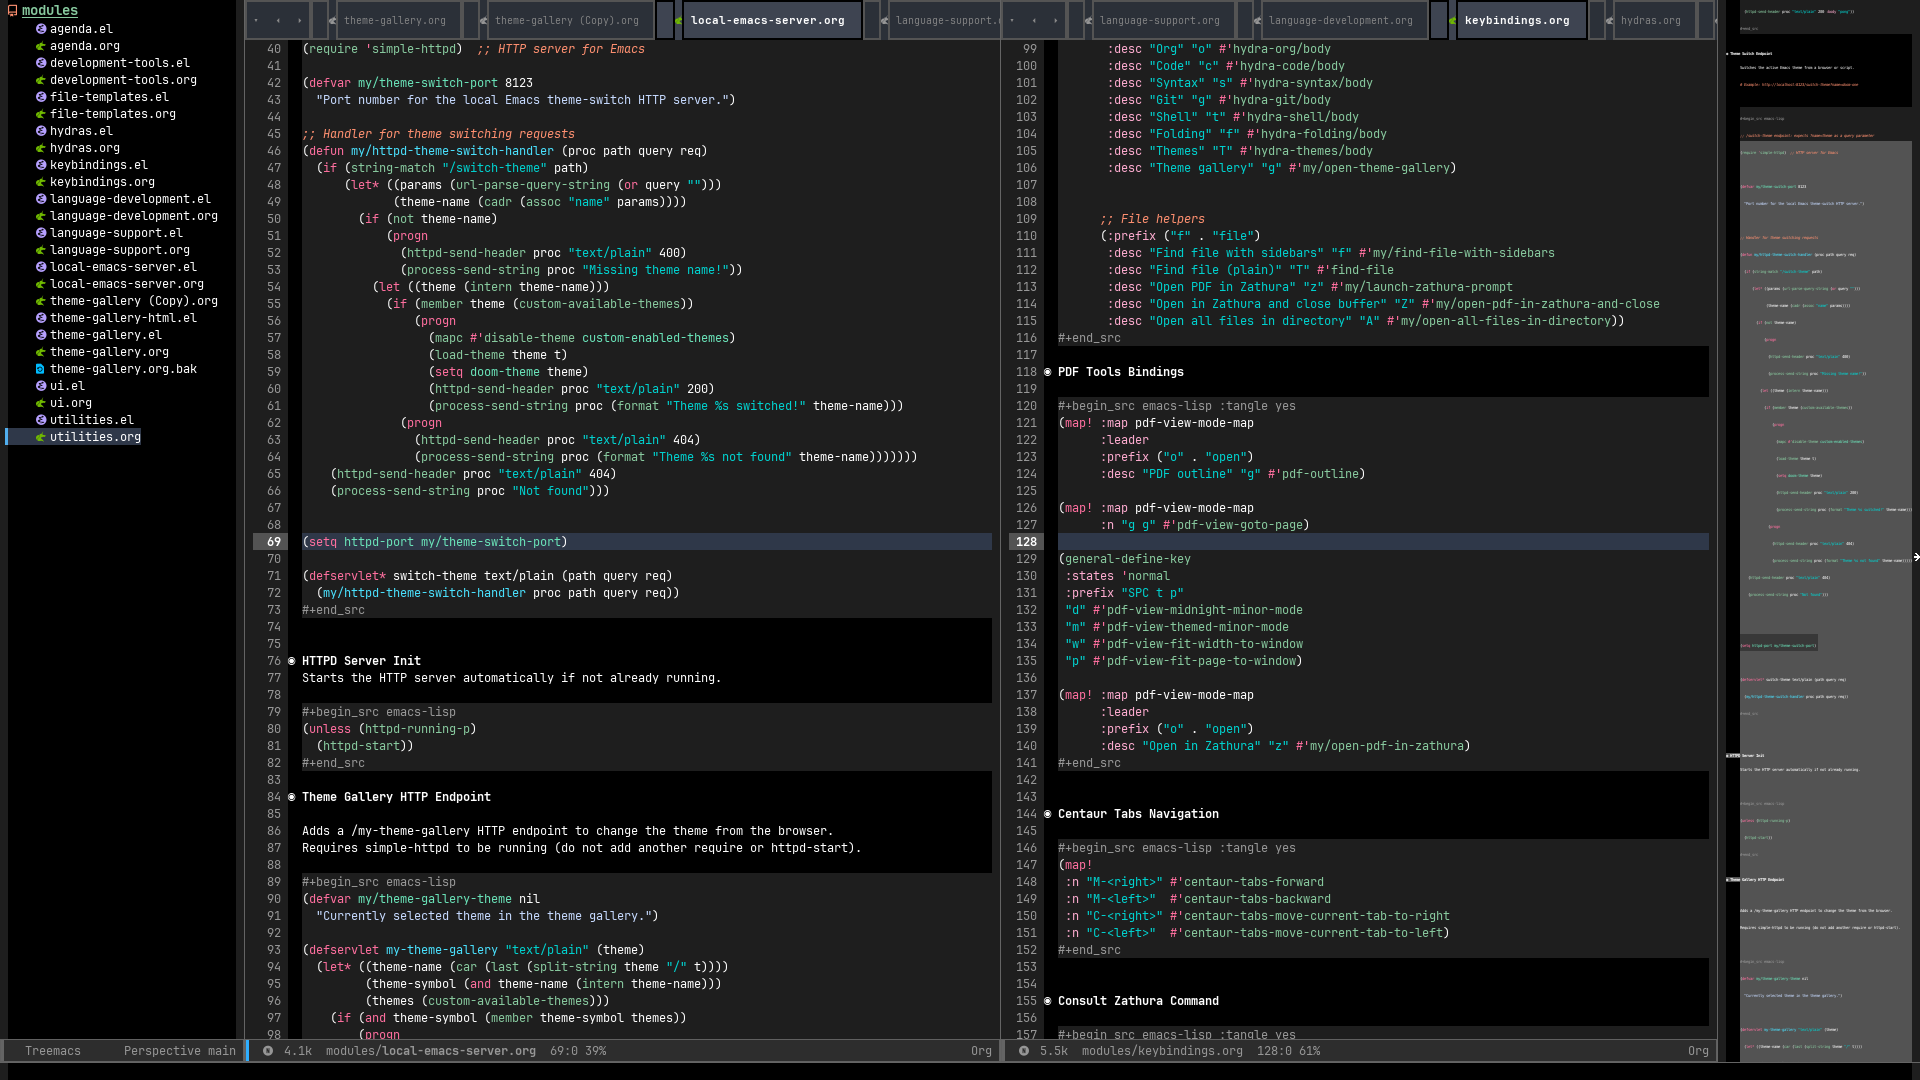 modules
agenda.el
agenda.org
development-tools.el
development-tools.org
file-templates.el
file-templates.org
hydras.el
hydras.org
keybindings.el
keybindings.org
language-development.el
language-development.org
language-support.el
language-support.org
local-emacs-server.el
local-emacs-server.org
theme-gallery (Copy).org
theme-gallery-html.el
theme-gallery.el
theme-gallery.org
theme-gallery.org.bak
ui.el
ui.org
utilities.el
utilities.org
Treemacs Perspective main
theme-gallery.org theme-gallery (Copy).org local-emacs-server.org language-support.
40 (require 'simple-httpd)  ;; HTTP server for Emacs
41
42 (defvar my/theme-switch-port 8123
43   "Port number for the local Emacs theme-switch HTTP server.")
44
45 ;; Handler for theme switching requests
46 (defun my/httpd-theme-switch-handler (proc path query req)
47   (if (string-match "/switch-theme" path)
48       (let* ((params (url-parse-query-string (or query "")))
49              (theme-name (cadr (assoc "name" params))))
50         (if (not theme-name)
51             (progn
52               (httpd-send-header proc "text/plain" 400)
53               (process-send-string proc "Missing theme name!"))
54           (let ((theme (intern theme-name)))
55             (if (member theme (custom-available-themes))
56                 (progn
57                   (mapc #'disable-theme custom-enabled-themes)
58                   (load-theme theme t)
59                   (setq doom-theme theme)
60                   (httpd-send-header proc "text/plain" 200)
61                   (process-send-string proc (format "Theme %s switched!" theme-name)))
62               (progn
63                 (httpd-send-header proc "text/plain" 404)
64                 (process-send-string proc (format "Theme %s not found" theme-name)))))))
65     (httpd-send-header proc "text/plain" 404)
66     (process-send-string proc "Not found")))
67
68
69 (setq httpd-port my/theme-switch-port)
70
71 (defservlet* switch-theme text/plain (path query req)
72   (my/httpd-theme-switch-handler proc path query req))
73 #+end_src
74
75
76 ◉ HTTPD Server Init
77 Starts the HTTP server automatically if not already running.
78
79 #+begin_src emacs-lisp
80 (unless (httpd-running-p)
81   (httpd-start))
82 #+end_src
83
84 ◉ Theme Gallery HTTP Endpoint
85
86 Adds a /my-theme-gallery HTTP endpoint to change the theme from the browser.
87 Requires simple-httpd to be running (do not add another require or httpd-start).
88
89 #+begin_src emacs-lisp
90 (defvar my/theme-gallery-theme nil
91   "Currently selected theme in the theme gallery.")
92
93 (defservlet my-theme-gallery "text/plain" (theme)
94   (let* ((theme-name (car (last (split-string theme "/" t))))
95          (theme-symbol (and theme-name (intern theme-name)))
96          (themes (custom-available-themes)))
97     (if (and theme-symbol (member theme-symbol themes))
98         (progn
4.1k modules/local-emacs-server.org 69:0 39% Org
language-support.org language-development.org keybindings.org hydras.org
99        :desc "Org" "o" #'hydra-org/body
100        :desc "Code" "c" #'hydra-code/body
101        :desc "Syntax" "s" #'hydra-syntax/body
102        :desc "Git" "g" #'hydra-git/body
103        :desc "Shell" "t" #'hydra-shell/body
104        :desc "Folding" "f" #'hydra-folding/body
105        :desc "Themes" "T" #'hydra-themes/body
106        :desc "Theme gallery" "g" #'my/open-theme-gallery)
107
108
109       ;; File helpers
110       (:prefix ("f" . "file")
111        :desc "Find file with sidebars" "f" #'my/find-file-with-sidebars
112        :desc "Find file (plain)" "T" #'find-file
113        :desc "Open PDF in Zathura" "z" #'my/launch-zathura-prompt
114        :desc "Open in Zathura and close buffer" "Z" #'my/open-pdf-in-zathura-and-close
115        :desc "Open all files in directory" "A" #'my/open-all-files-in-directory))
116 #+end_src
117
118 ◉ PDF Tools Bindings
119
120 #+begin_src emacs-lisp :tangle yes
121 (map! :map pdf-view-mode-map
122       :leader
123       :prefix ("o" . "open")
124       :desc "PDF outline" "g" #'pdf-outline)
125
126 (map! :map pdf-view-mode-map
127       :n "g g" #'pdf-view-goto-page)
128
129 (general-define-key
130  :states 'normal
131  :prefix "SPC t p"
132  "d" #'pdf-view-midnight-minor-mode
133  "m" #'pdf-view-themed-minor-mode
134  "w" #'pdf-view-fit-width-to-window
135  "p" #'pdf-view-fit-page-to-window)
136
137 (map! :map pdf-view-mode-map
138       :leader
139       :prefix ("o" . "open")
140       :desc "Open in Zathura" "z" #'my/open-pdf-in-zathura)
141 #+end_src
142
143
144 ◉ Centaur Tabs Navigation
145
146 #+begin_src emacs-lisp :tangle yes
147 (map!
148  :n "M-<right>" #'centaur-tabs-forward
149  :n "M-<left>"  #'centaur-tabs-backward
150  :n "C-<right>" #'centaur-tabs-move-current-tab-to-right
151  :n "C-<left>"  #'centaur-tabs-move-current-tab-to-left)
152 #+end_src
153
154
155 ◉ Consult Zathura Command
156
157 #+begin_src emacs-lisp :tangle yes
5.5k modules/keybindings.org 128:0 61% Org